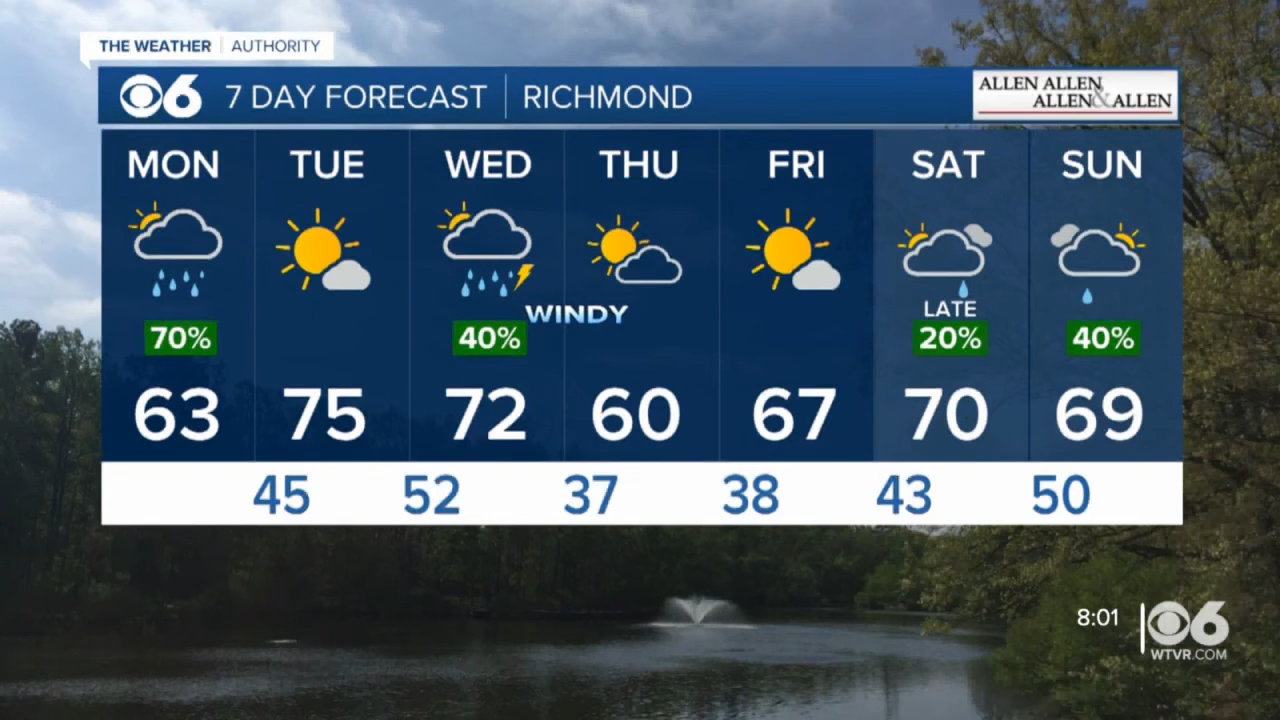 THE WEATHER AUTHORITY
6 7 DAY FORECAST RICHMOND
ALLEN ALLEN
ALLEN & ALLEN
MON TUE WED THU FRI SAT SUN
WINDY
LATE
70% 40% 20% 40%
63 75 72 60 67 70 69
45 52 37 38 43 50
8:01 6
WTVR.COM